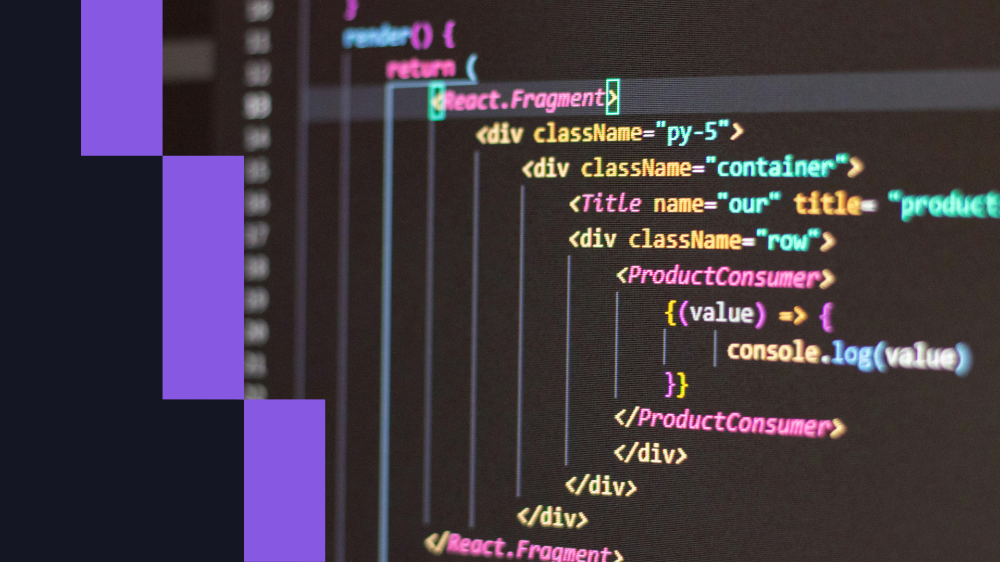 }
render() {
return (
<React.Fragment>
<div className="py-5">
<div className="container">
<Title name="our" title= "product
<div className="row">
<ProductConsumer>
{(value) => {
console.log(value)
}}
</ProductConsumer>
</div>
</div>
</div>
</React.Fragment>